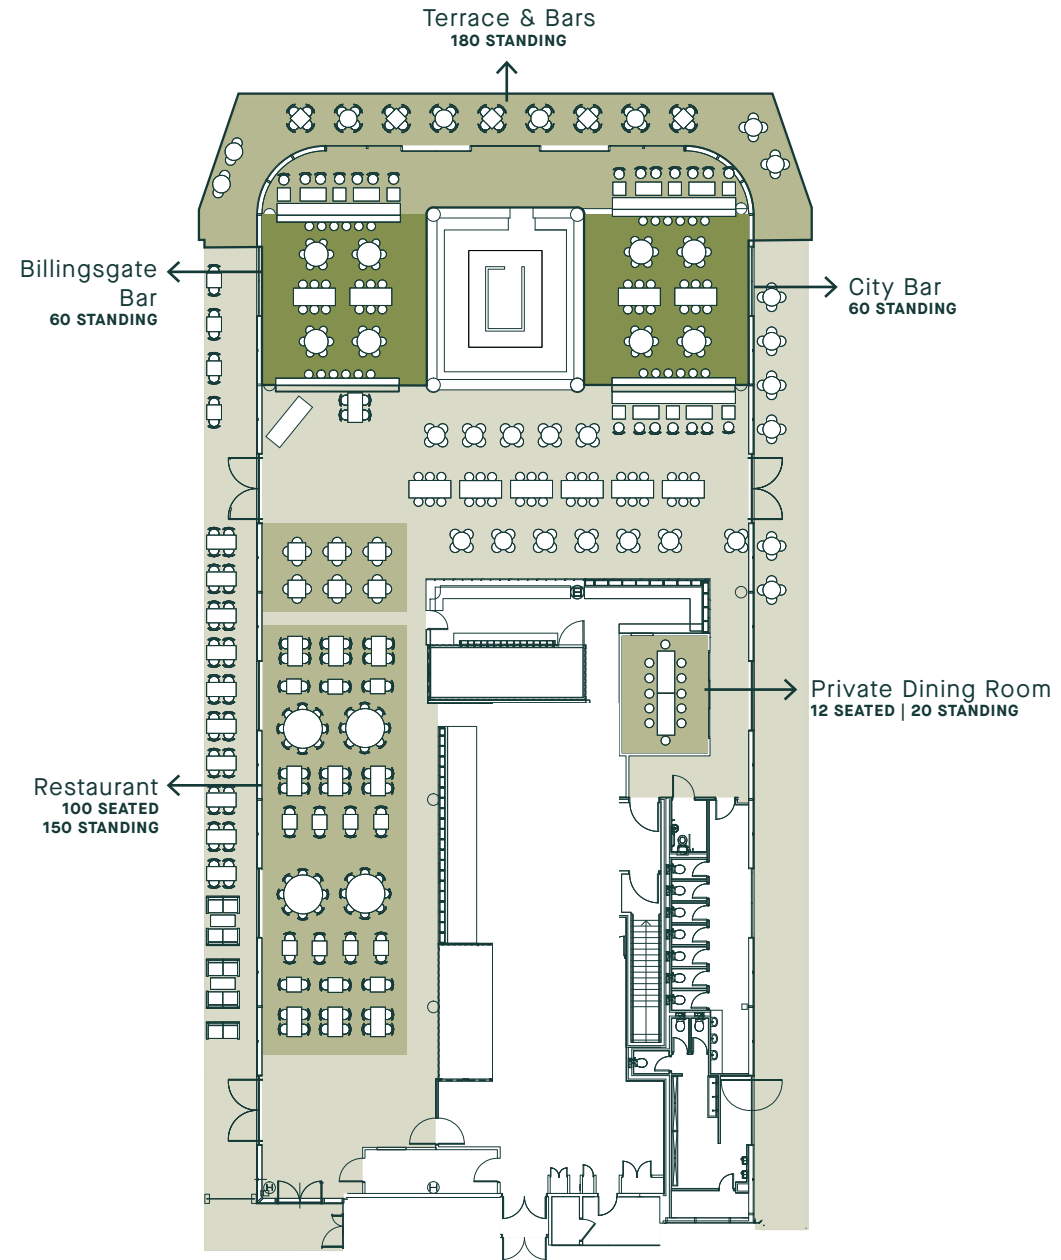 Terrace & Bars
180 STANDING
Billingsgate
Bar
60 STANDING
City Bar
60 STANDING
Private Dining Room
12 SEATED | 20 STANDING
Restaurant
100 SEATED
150 STANDING